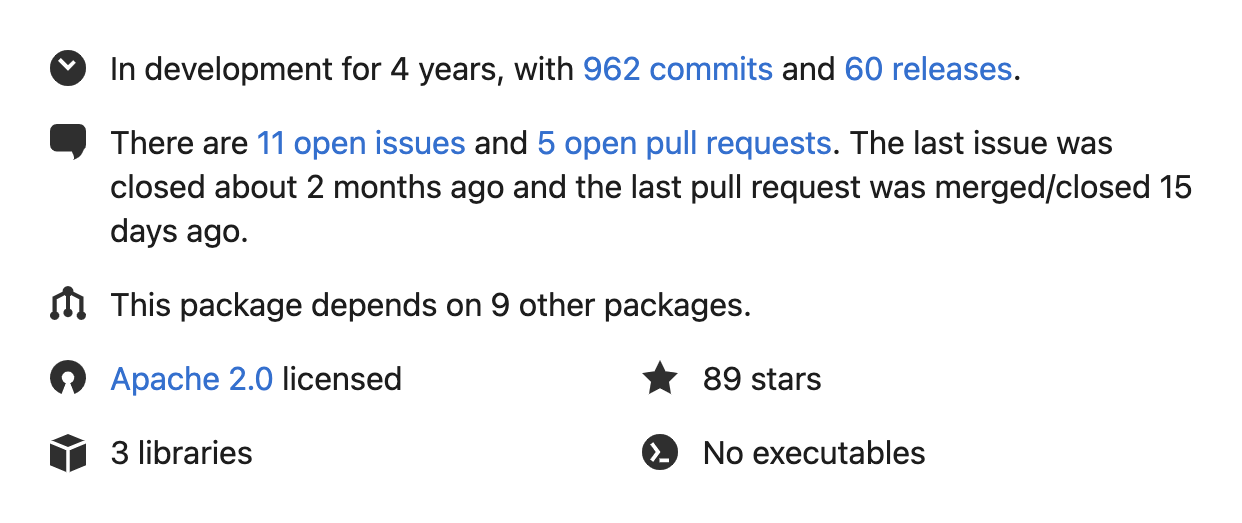 In development for 4 years, with 962 commits and 60 releases.
There are 11 open issues and 5 open pull requests. The last issue was
closed about 2 months ago and the last pull request was merged/closed 15
days ago.
This package depends on 9 other packages.
Apache 2.0 licensed
89 stars
3 libraries
No executables